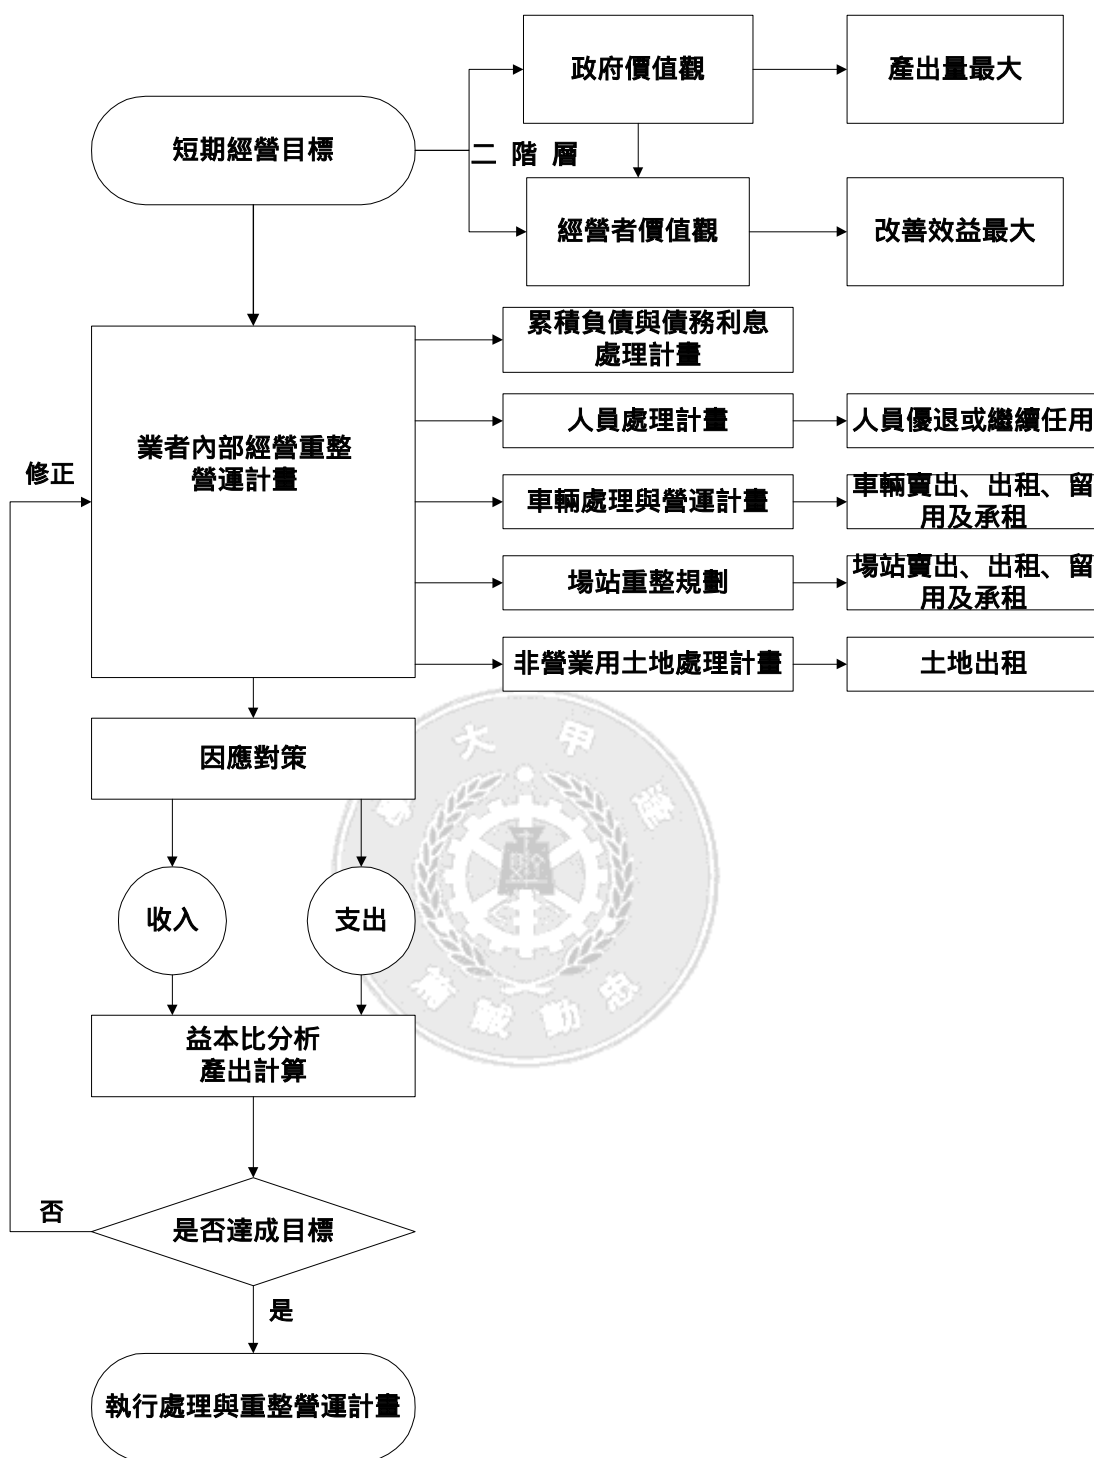 政府價值觀
產出量最大
短期經營目標
二 階 層
經營者價值觀
改善效益最大
累積負債與債務利息
處理計畫
業者內部經營重整
營運計畫
人員處理計畫
人員優退或繼續任用
修正
車輛處理與營運計畫
車輛賣出、出租、留
用及承租
場站重整規劃
場站賣出、出租、留
用及承租
非營業用土地處理計畫
土地出租
因應對策
大 甲 逢
收入
支出
忠 勤 誠
益本比分析
產出計算
否
是否達成目標
是
執行處理與重整營運計畫